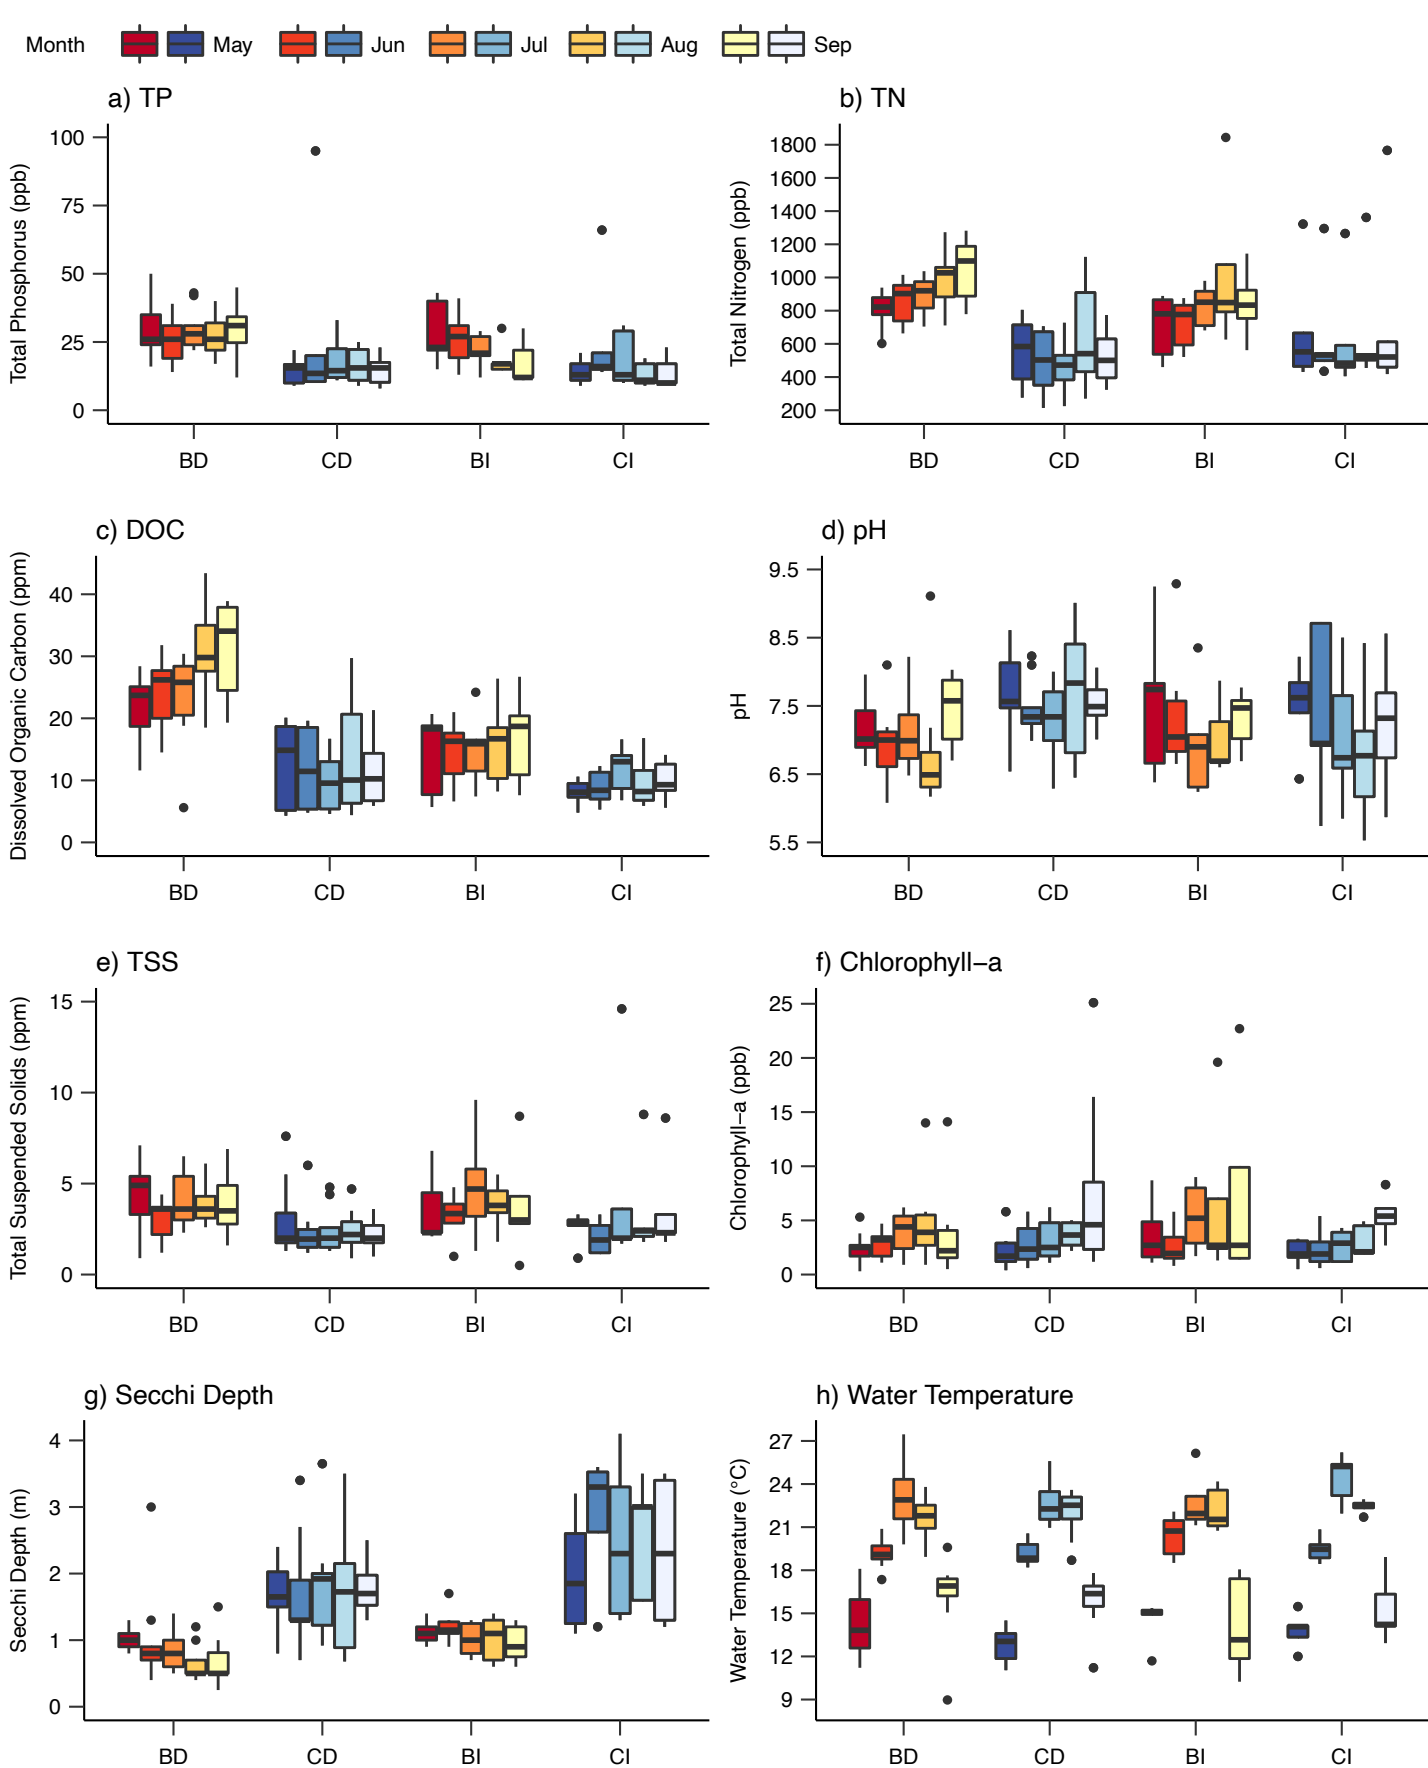 Month May Jun Jul Aug Sep
a) TP
Total Phosphorus (ppb)
100
75
50
25
0
BD CD BI CI
b) TN
Total Nitrogen (ppb)
1800
1600
1400
1200
1000
800
600
400
200
BD CD BI CI
c) DOC
Dissolved Organic Carbon (ppm)
40
30
20
10
0
BD CD BI CI
d) pH
pH
9.5
8.5
7.5
6.5
5.5
BD CD BI CI
e) TSS
Total Suspended Solids (ppm)
15
10
5
0
BD CD BI CI
f) Chlorophyll−a
Chlorophyll−a (ppb)
25
20
15
10
5
0
BD CD BI CI
g) Secchi Depth
Secchi Depth (m)
4
3
2
1
0
BD CD BI CI
h) Water Temperature
Water Temperature (°C)
27
24
21
18
15
12
9
BD CD BI CI